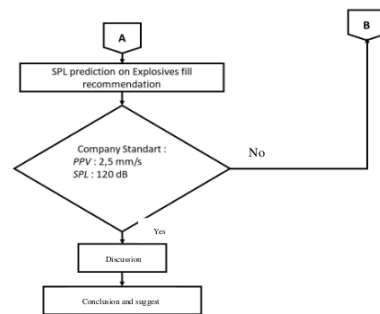 A
B
SPL prediction on Explosives fill
recommendation
Company Standart :
PPV : 2,5 mm/s
SPL : 120 dB
No
Yes
Discussion
Conclusion and suggest